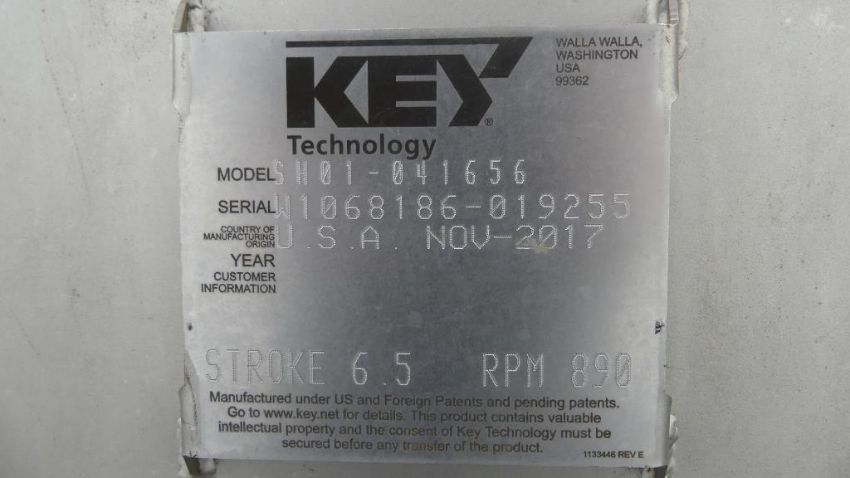 KEY®
Technology
WALLA WALLA,
WASHINGTON
USA
99362
MODEL SH01-041656
SERIAL W1068186-019255
COUNTRY OF
MANUFACTURING
ORIGIN U.S.A. NOV-2017
YEAR
CUSTOMER
INFORMATION
STROKE 6.5 RPM 890
Manufactured under US and Foreign Patents and pending patents.
Go to www.key.net for details. This product contains valuable
intellectual property and the consent of Key Technology must be
secured before any transfer of the product.
1133446 REV E